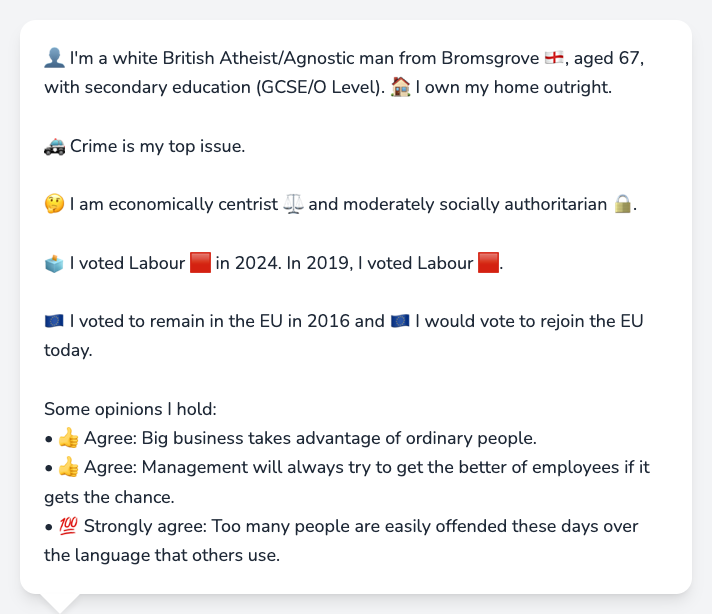 👤 I'm a white British Atheist/Agnostic man from Bromsgrove 🏴󠁧󠁢󠁥󠁮󠁧󠁿, aged 67,
with secondary education (GCSE/O Level). 🏠 I own my home outright.
🚓 Crime is my top issue.
🤔 I am economically centrist ⚖️ and moderately socially authoritarian 🔒.
🗳️ I voted Labour 🟥 in 2024. In 2019, I voted Labour 🟥.
🇪🇺 I voted to remain in the EU in 2016 and 🇪🇺 I would vote to rejoin the EU
today.
Some opinions I hold:
• 👍 Agree: Big business takes advantage of ordinary people.
• 👍 Agree: Management will always try to get the better of employees if it
gets the chance.
• 💯 Strongly agree: Too many people are easily offended these days over
the language that others use.